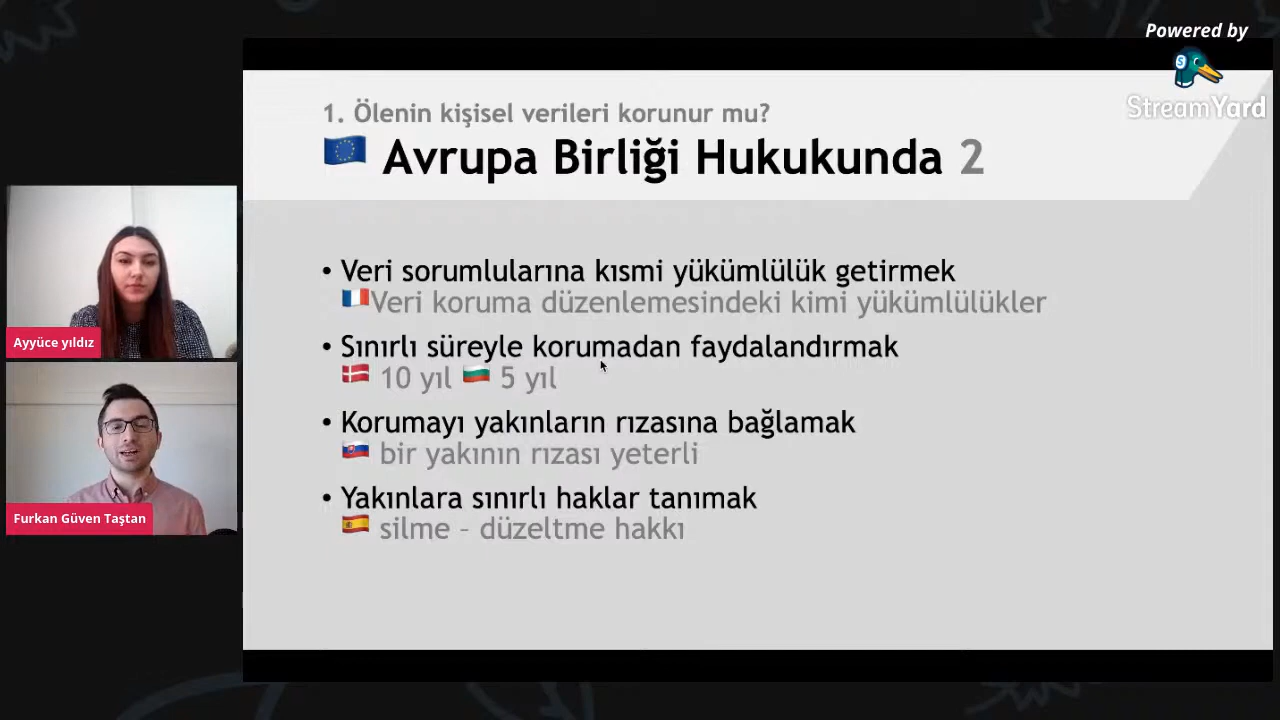 Powered by
StreamYard
1. Ölenin kişisel verileri korunur mu?
Avrupa Birliği Hukukunda 2
• Veri sorumlularına kısmi yükümlülük getirmek
Veri koruma düzenlemesindeki kimi yükümlülükler
• Sınırlı süreyle korumadan faydalandırmak
10 yıl 5 yıl
• Korumayı yakınların rızasına bağlamak
bir yakının rızası yeterli
• Yakınlara sınırlı haklar tanımak
silme – düzeltme hakkı
Ayyüce yıldız
Furkan Güven Taştan